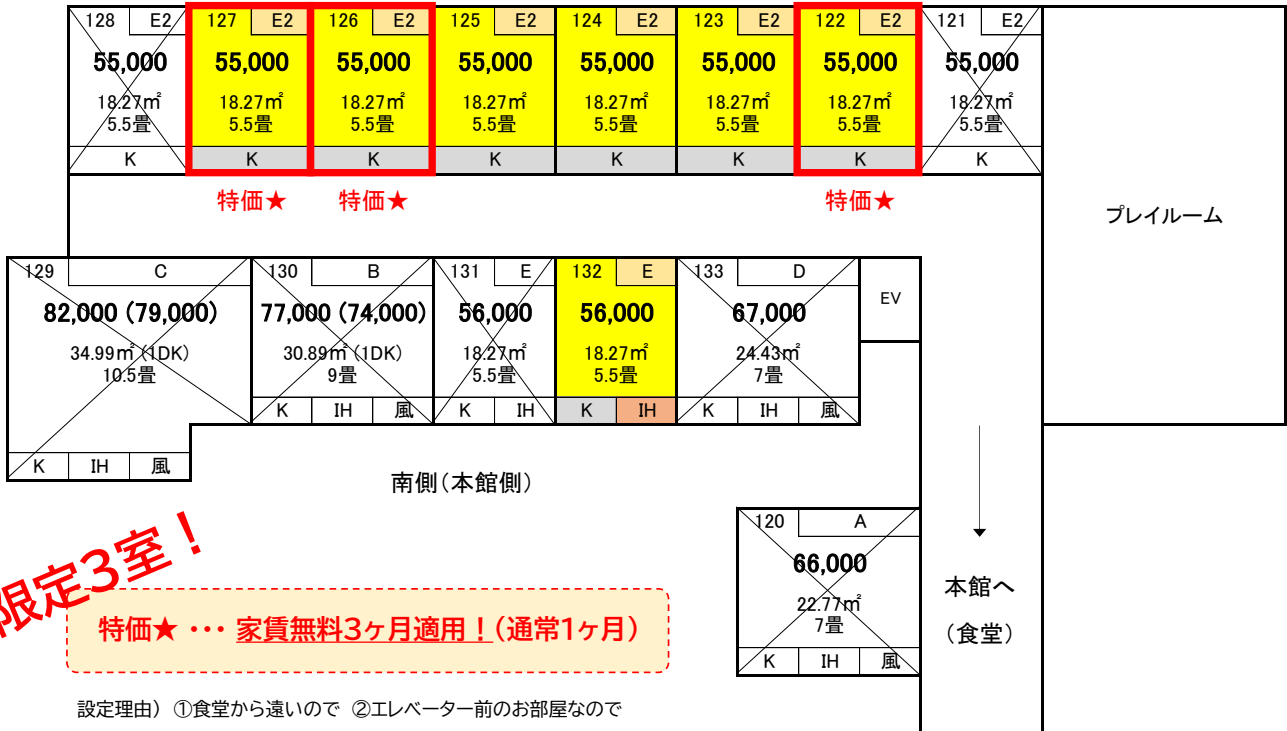 128 E2 127 E2 126 E2 125 E2 124 E2 123 E2 122 E2 121 E2
55,000 55,000 55,000 55,000 55,000 55,000 55,000 55,000
18.27㎡ 18.27㎡ 18.27㎡ 18.27㎡ 18.27㎡ 18.27㎡ 18.27㎡ 18.27㎡
5.5畳 5.5畳 5.5畳 5.5畳 5.5畳 5.5畳 5.5畳 5.5畳
K K K K K K K K
特価★ 特価★ 特価★
プレイルーム
129 C 130 B 131 E 132 E 133 D
EV
82,000 (79,000) 77,000 (74,000) 56,000 56,000 67,000
34.99㎡(1DK) 30.89㎡(1DK) 18.27㎡ 18.27㎡ 24.43㎡
10.5畳 9畳 5.5畳 5.5畳 7畳
K IH 風 K IH K IH K IH 風
K IH 風
南側(本館側)
120 A
66,000
22.77㎡
7畳
K IH 風
本館へ
(食堂)
限定3室!
特価★ ・・・ 家賃無料3ヶ月適用!(通常1ヶ月)
設定理由) ①食堂から遠いので ②エレベーター前のお部屋なので